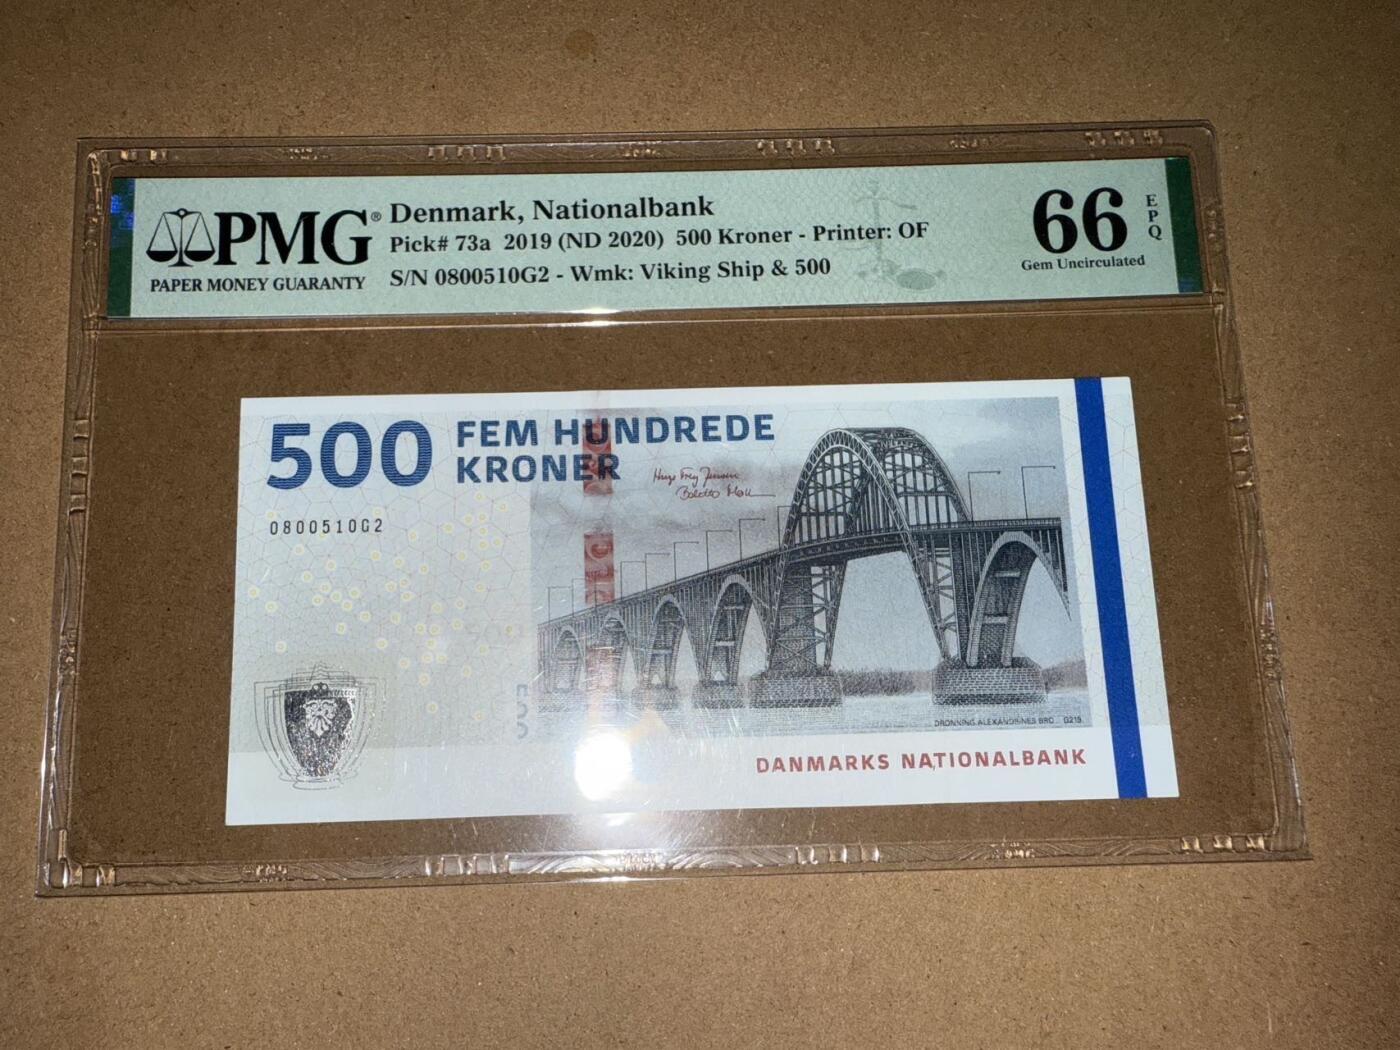 PMG®
PAPER MONEY GUARANTY
Denmark, Nationalbank
Pick# 73a 2019 (ND 2020) 500 Kroner - Printer: OF
S/N 0800510G2 - Wmk: Viking Ship & 500
66
EPQ
Gem Uncirculated
500
FEM HUNDREDE
KRONER
0800510G2
DRONNING ALEXANDRINES BRO
DANMARKS NATIONALBANK